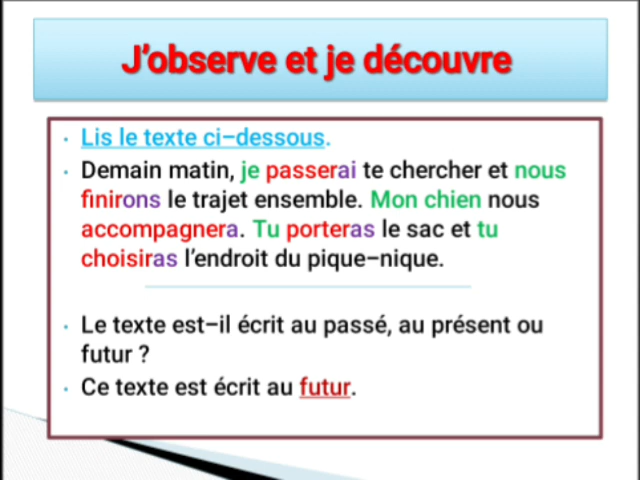 J'observe et je découvre
• Lis le texte ci-dessous.
• Demain matin, je passerai te chercher et nous
finirons le trajet ensemble. Mon chien nous
accompagnera. Tu porteras le sac et tu
choisiras l'endroit du pique-nique.
• Le texte est-il écrit au passé, au présent ou
futur ?
• Ce texte est écrit au futur.